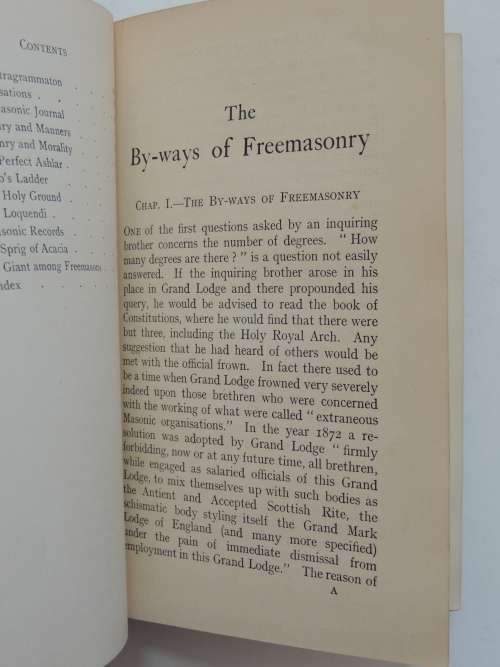 CONTENTS
tragrammaton
sations
asonic Journal
nry and Manners
nry and Morality
Perfect Ashlar
b's Ladder
Holy Ground
Loquendi
asonic Records
Sprig of Acacia
Giant among Freemasons
ndex
The
By-ways of Freemasonry
CHAP. I.—THE BY-WAYS OF FREEMASONRY
ONE of the first questions asked by an inquiring
brother concerns the number of degrees. “ How
many degrees are there ? ” is a question not easily
answered. If the inquiring brother arose in his
place in Grand Lodge and there propounded his
query, he would be advised to read the book of
Constitutions, where he would find that there were
but three, including the Holy Royal Arch. Any
suggestion that he had heard of others would be
met with the official frown. In fact there used to
be a time when Grand Lodge frowned very severely
indeed upon those brethren who were concerned
with the working of what were called “ extraneous
Masonic organisations.” In the year 1872 a re-
solution was adopted by Grand Lodge “ firmly
forbidding, now or at any future time, all brethren,
while engaged as salaried officials of this Grand
Lodge, to mix themselves up with such bodies as
the Antient and Accepted Scottish Rite, the
schismatic body styling itself the Grand Mark
Lodge of England (and many more specified)
under the pain of immediate dismissal from
employment in this Grand Lodge.” The reason of
A